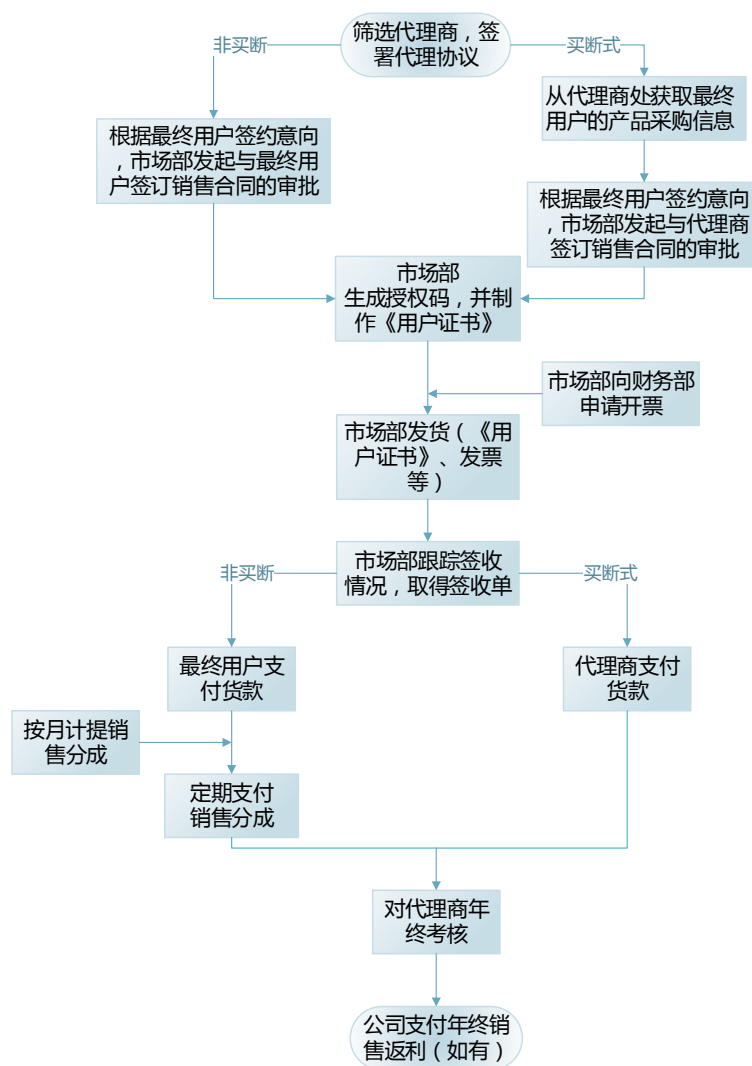 筛选代理商，签
署代理协议
非买断
买断式
从代理商处获取最终
用户的产品采购信息
根据最终用户签约意向
，市场部发起与最终用
户签订销售合同的审批
根据最终用户签约意向
，市场部发起与代理商
签订销售合同的审批
市场部
生成授权码，并制
作《用户证书》
市场部向财务部
申请开票
市场部发货（《用
户证书》、发票
等）
市场部跟踪签收
情况，取得签收单
非买断
买断式
最终用户支
付货款
代理商支付
货款
按月计提销
售分成
定期支付
销售分成
对代理商年
终考核
公司支付年终销
售返利（如有）